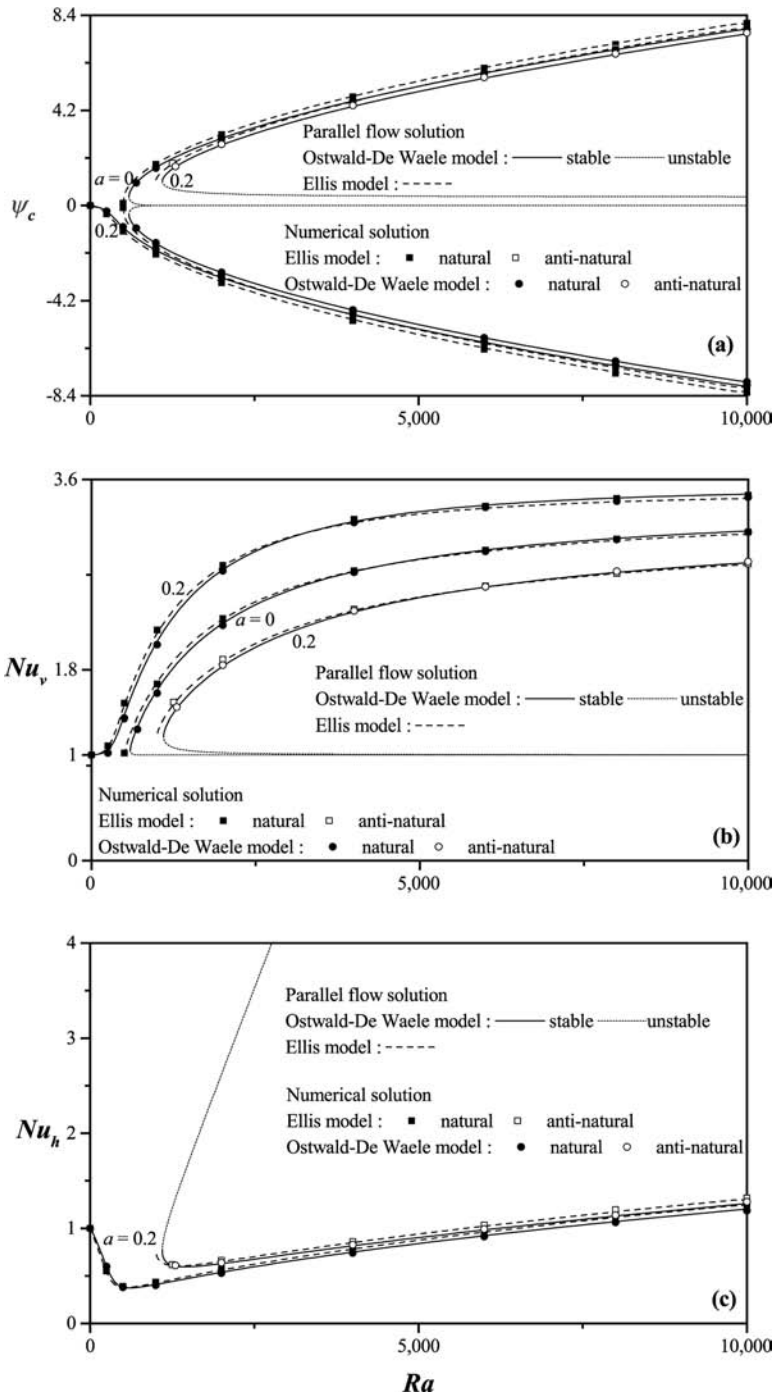 8.4
4.2
0
-4.2
-8.4
ψc
a = 0
0.2
0.2
Parallel flow solution
Ostwald-De Waele model : stable unstable
Ellis model :
Numerical solution
Ellis model : natural anti-natural
Ostwald-De Waele model : natural anti-natural
(a)
0 5,000 10,000
3.6
1.8
1
0
Nuv
0.2
a = 0
0.2
Parallel flow solution
Ostwald-De Waele model : stable unstable
Ellis model :
Numerical solution
Ellis model : natural anti-natural
Ostwald-De Waele model : natural anti-natural
(b)
0 5,000 10,000
4
3
2
1
0
Nuh
Parallel flow solution
Ostwald-De Waele model : stable unstable
Ellis model :
Numerical solution
Ellis model : natural anti-natural
Ostwald-De Waele model : natural anti-natural
a = 0.2
(c)
0 5,000 10,000
Ra